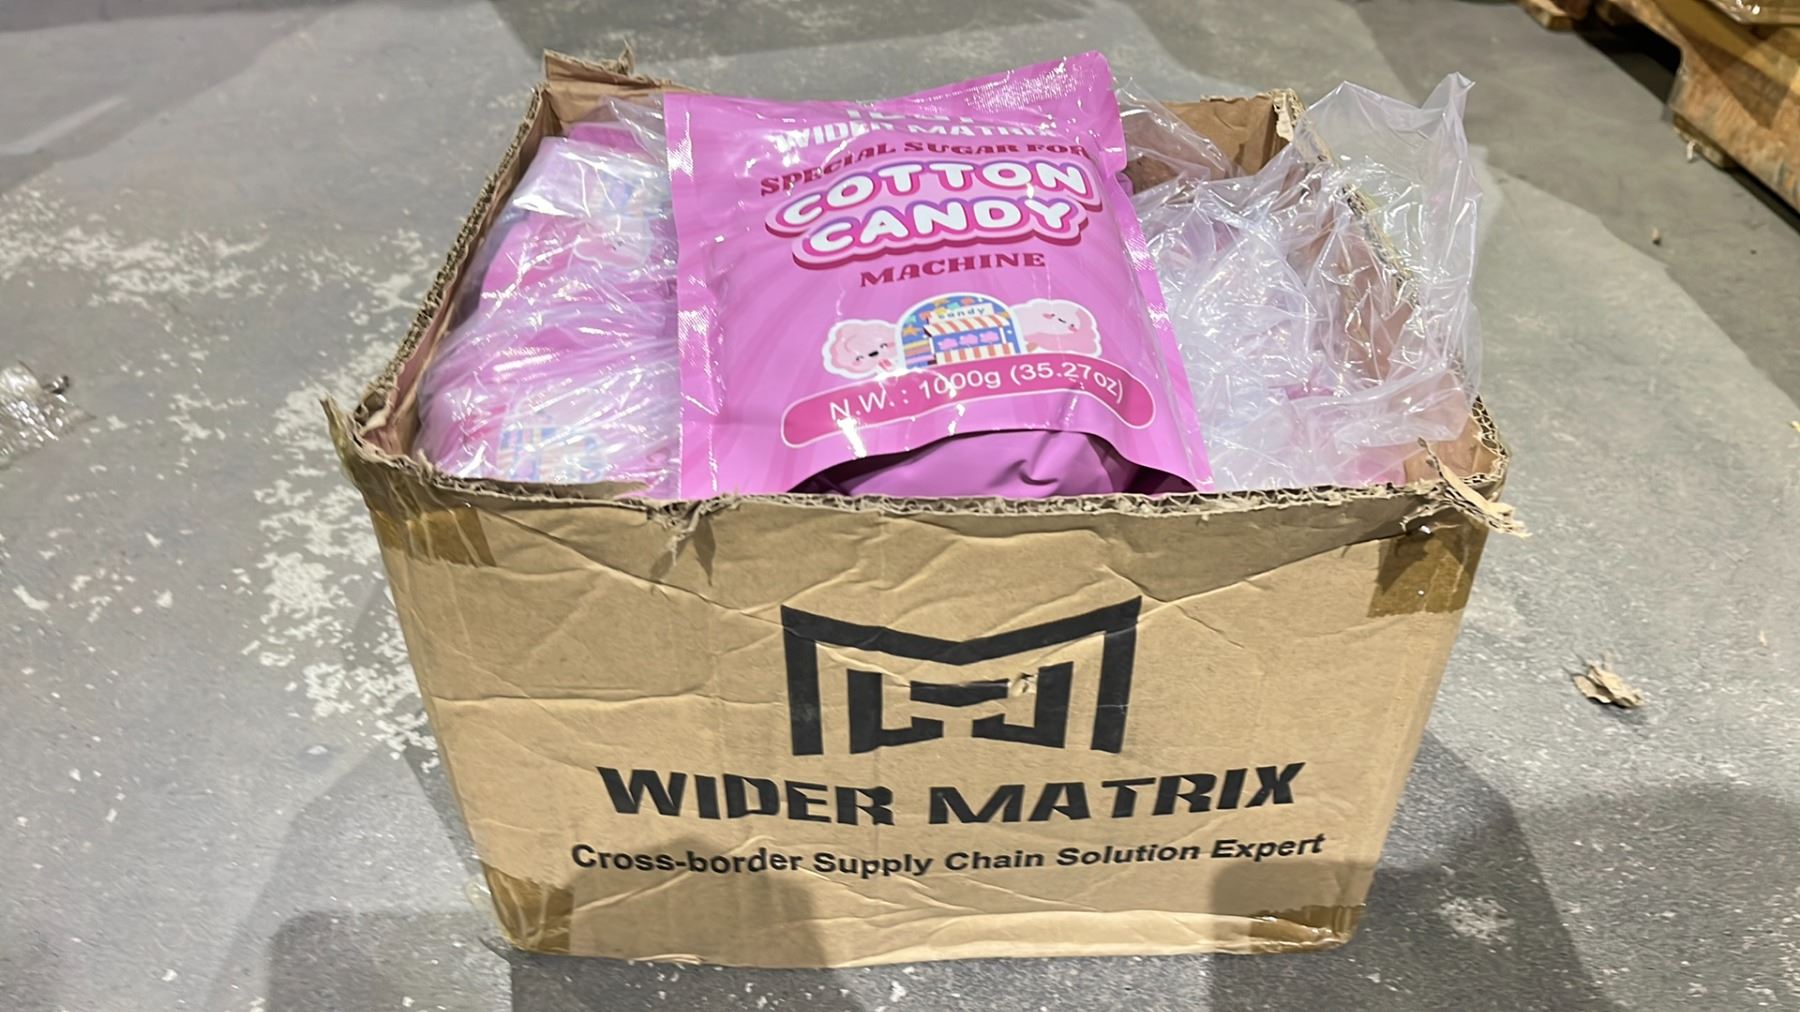 WIDER MATRIX
SPECIAL SUGAR FOR
COTTON
CANDY
MACHINE
candy
N.W.: 1000g (35.27oz)
WIDER MATRIX
Cross-border Supply Chain Solution Expert